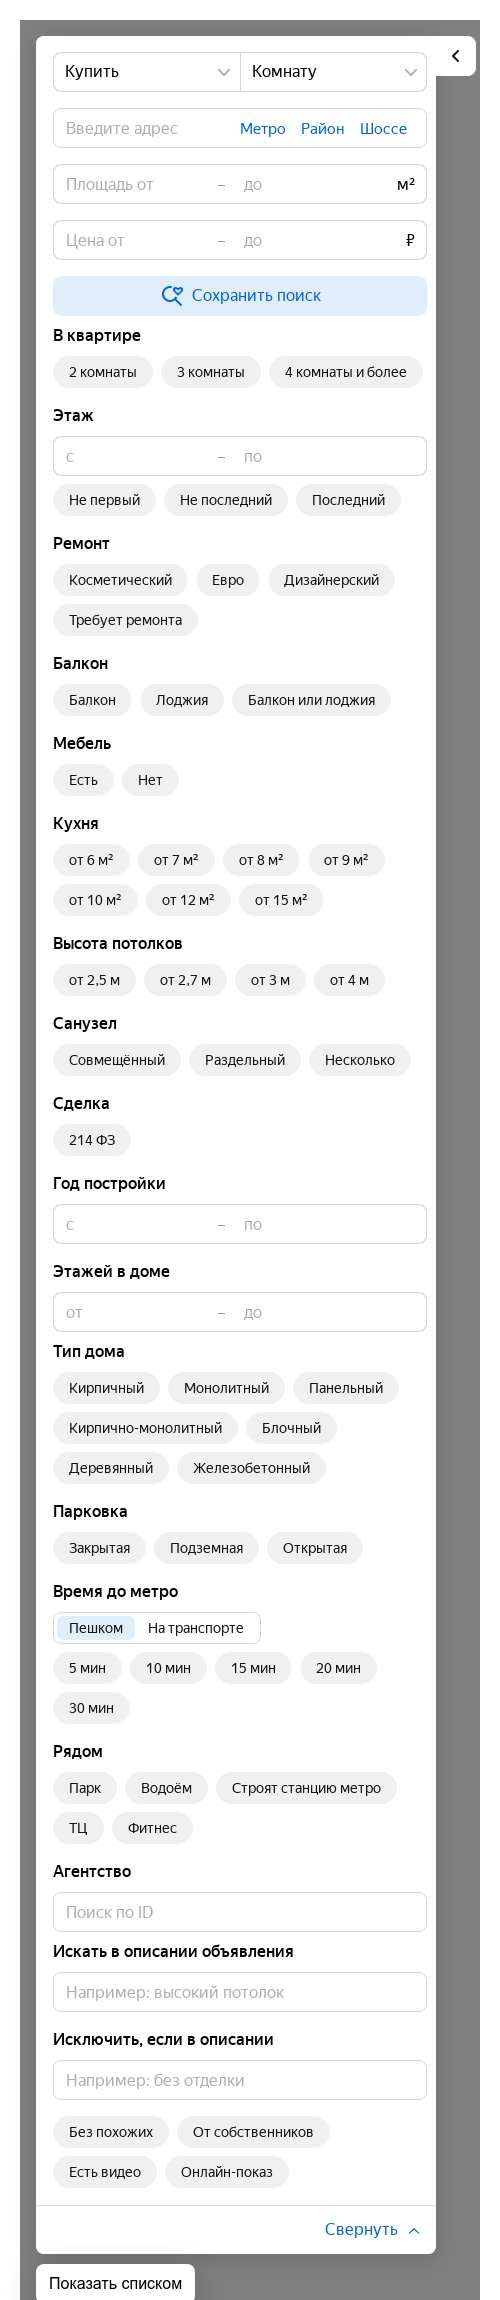 Купить Комнату
Введите адрес Метро Район Шоссе
Площадь от – до м²
Цена от – до ₽
Сохранить поиск
В квартире
2 комнаты 3 комнаты 4 комнаты и более
Этаж
с – по
Не первый Не последний Последний
Ремонт
Косметический Евро Дизайнерский
Требует ремонта
Балкон
Балкон Лоджия Балкон или лоджия
Мебель
Есть Нет
Кухня
от 6 м² от 7 м² от 8 м² от 9 м²
от 10 м² от 12 м² от 15 м²
Высота потолков
от 2,5 м от 2,7 м от 3 м от 4 м
Санузел
Совмещённый Раздельный Несколько
Сделка
214 ФЗ
Год постройки
с – по
Этажей в доме
от – до
Тип дома
Кирпичный Монолитный Панельный
Кирпично-монолитный Блочный
Деревянный Железобетонный
Парковка
Закрытая Подземная Открытая
Время до метро
Пешком На транспорте
5 мин 10 мин 15 мин 20 мин
30 мин
Рядом
Парк Водоём Строят станцию метро
ТЦ Фитнес
Агентство
Поиск по ID
Искать в описании объявления
Например: высокий потолок
Исключить, если в описании
Например: без отделки
Без похожих От собственников
Есть видео Онлайн-показ
Свернуть
Показать списком